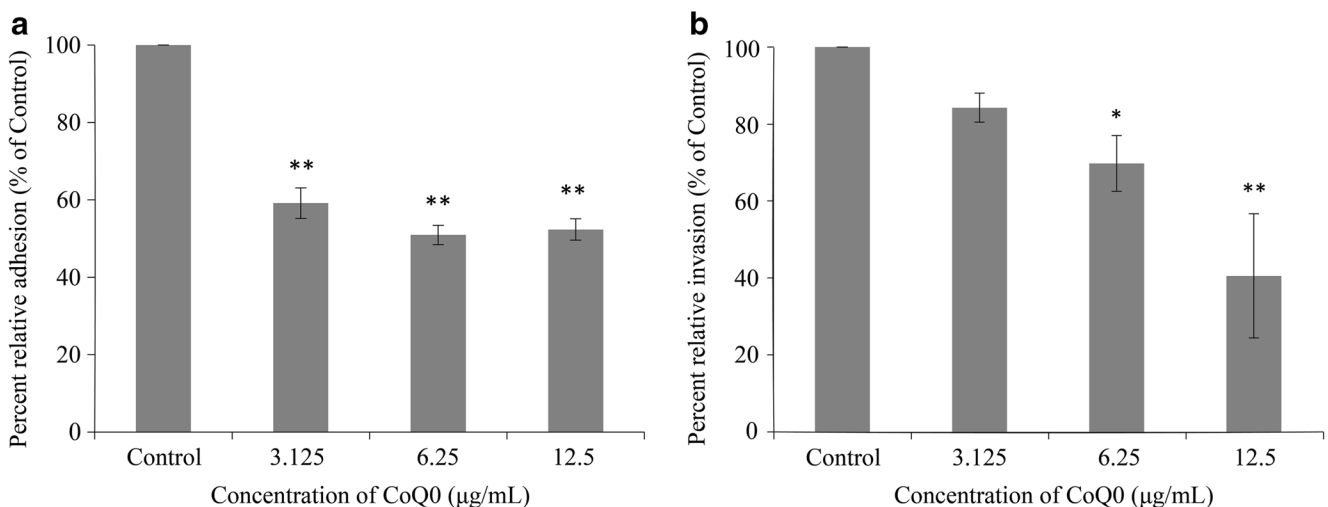 a
Percent relative adhesion (% of Control)
100
80
60
40
20
0
**
**
**
Control 3.125 6.25 12.5
Concentration of CoQ0 (μg/mL)
b
Percent relative invasion (% of Control)
100
80
60
40
20
0
*
**
Control 3.125 6.25 12.5
Concentration of CoQ0 (μg/mL)